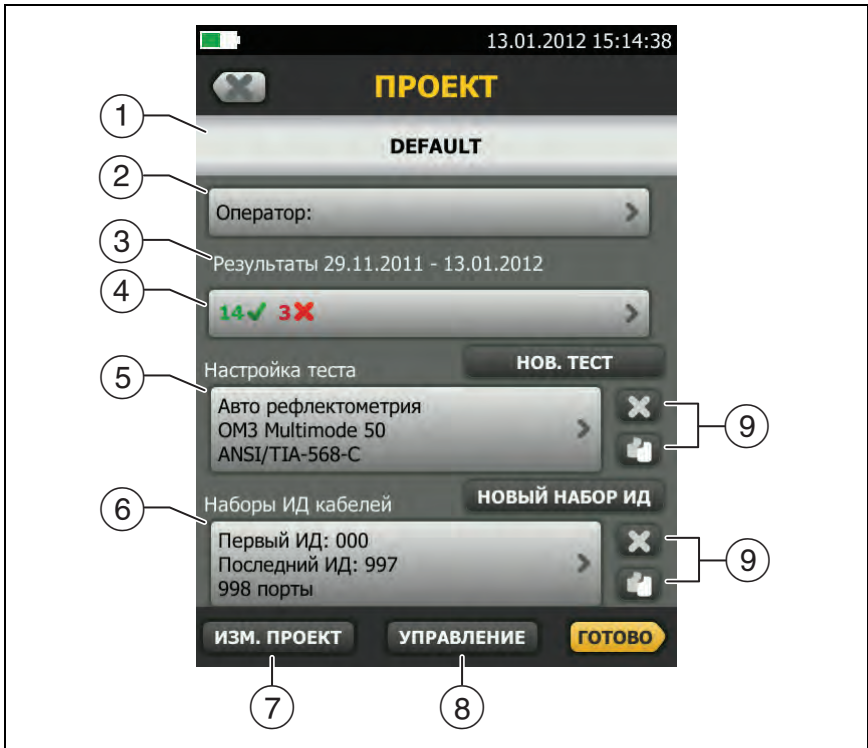 13.01.2012 15:14:38
ПРОЕКТ
1
DEFAULT
2
Оператор:
3
Результаты 29.11.2011 - 13.01.2012
4
14 3
НОВ. ТЕСТ
5
Настройка теста
Авто рефлектометрия
OM3 Multimode 50
ANSI/TIA-568-C
9
НОВЫЙ НАБОР ИД
6
Наборы ИД кабелей
Первый ИД: 000
Последний ИД: 997
998 порты
9
ИЗМ. ПРОЕКТ УПРАВЛЕНИЕ ГОТОВО
7 8